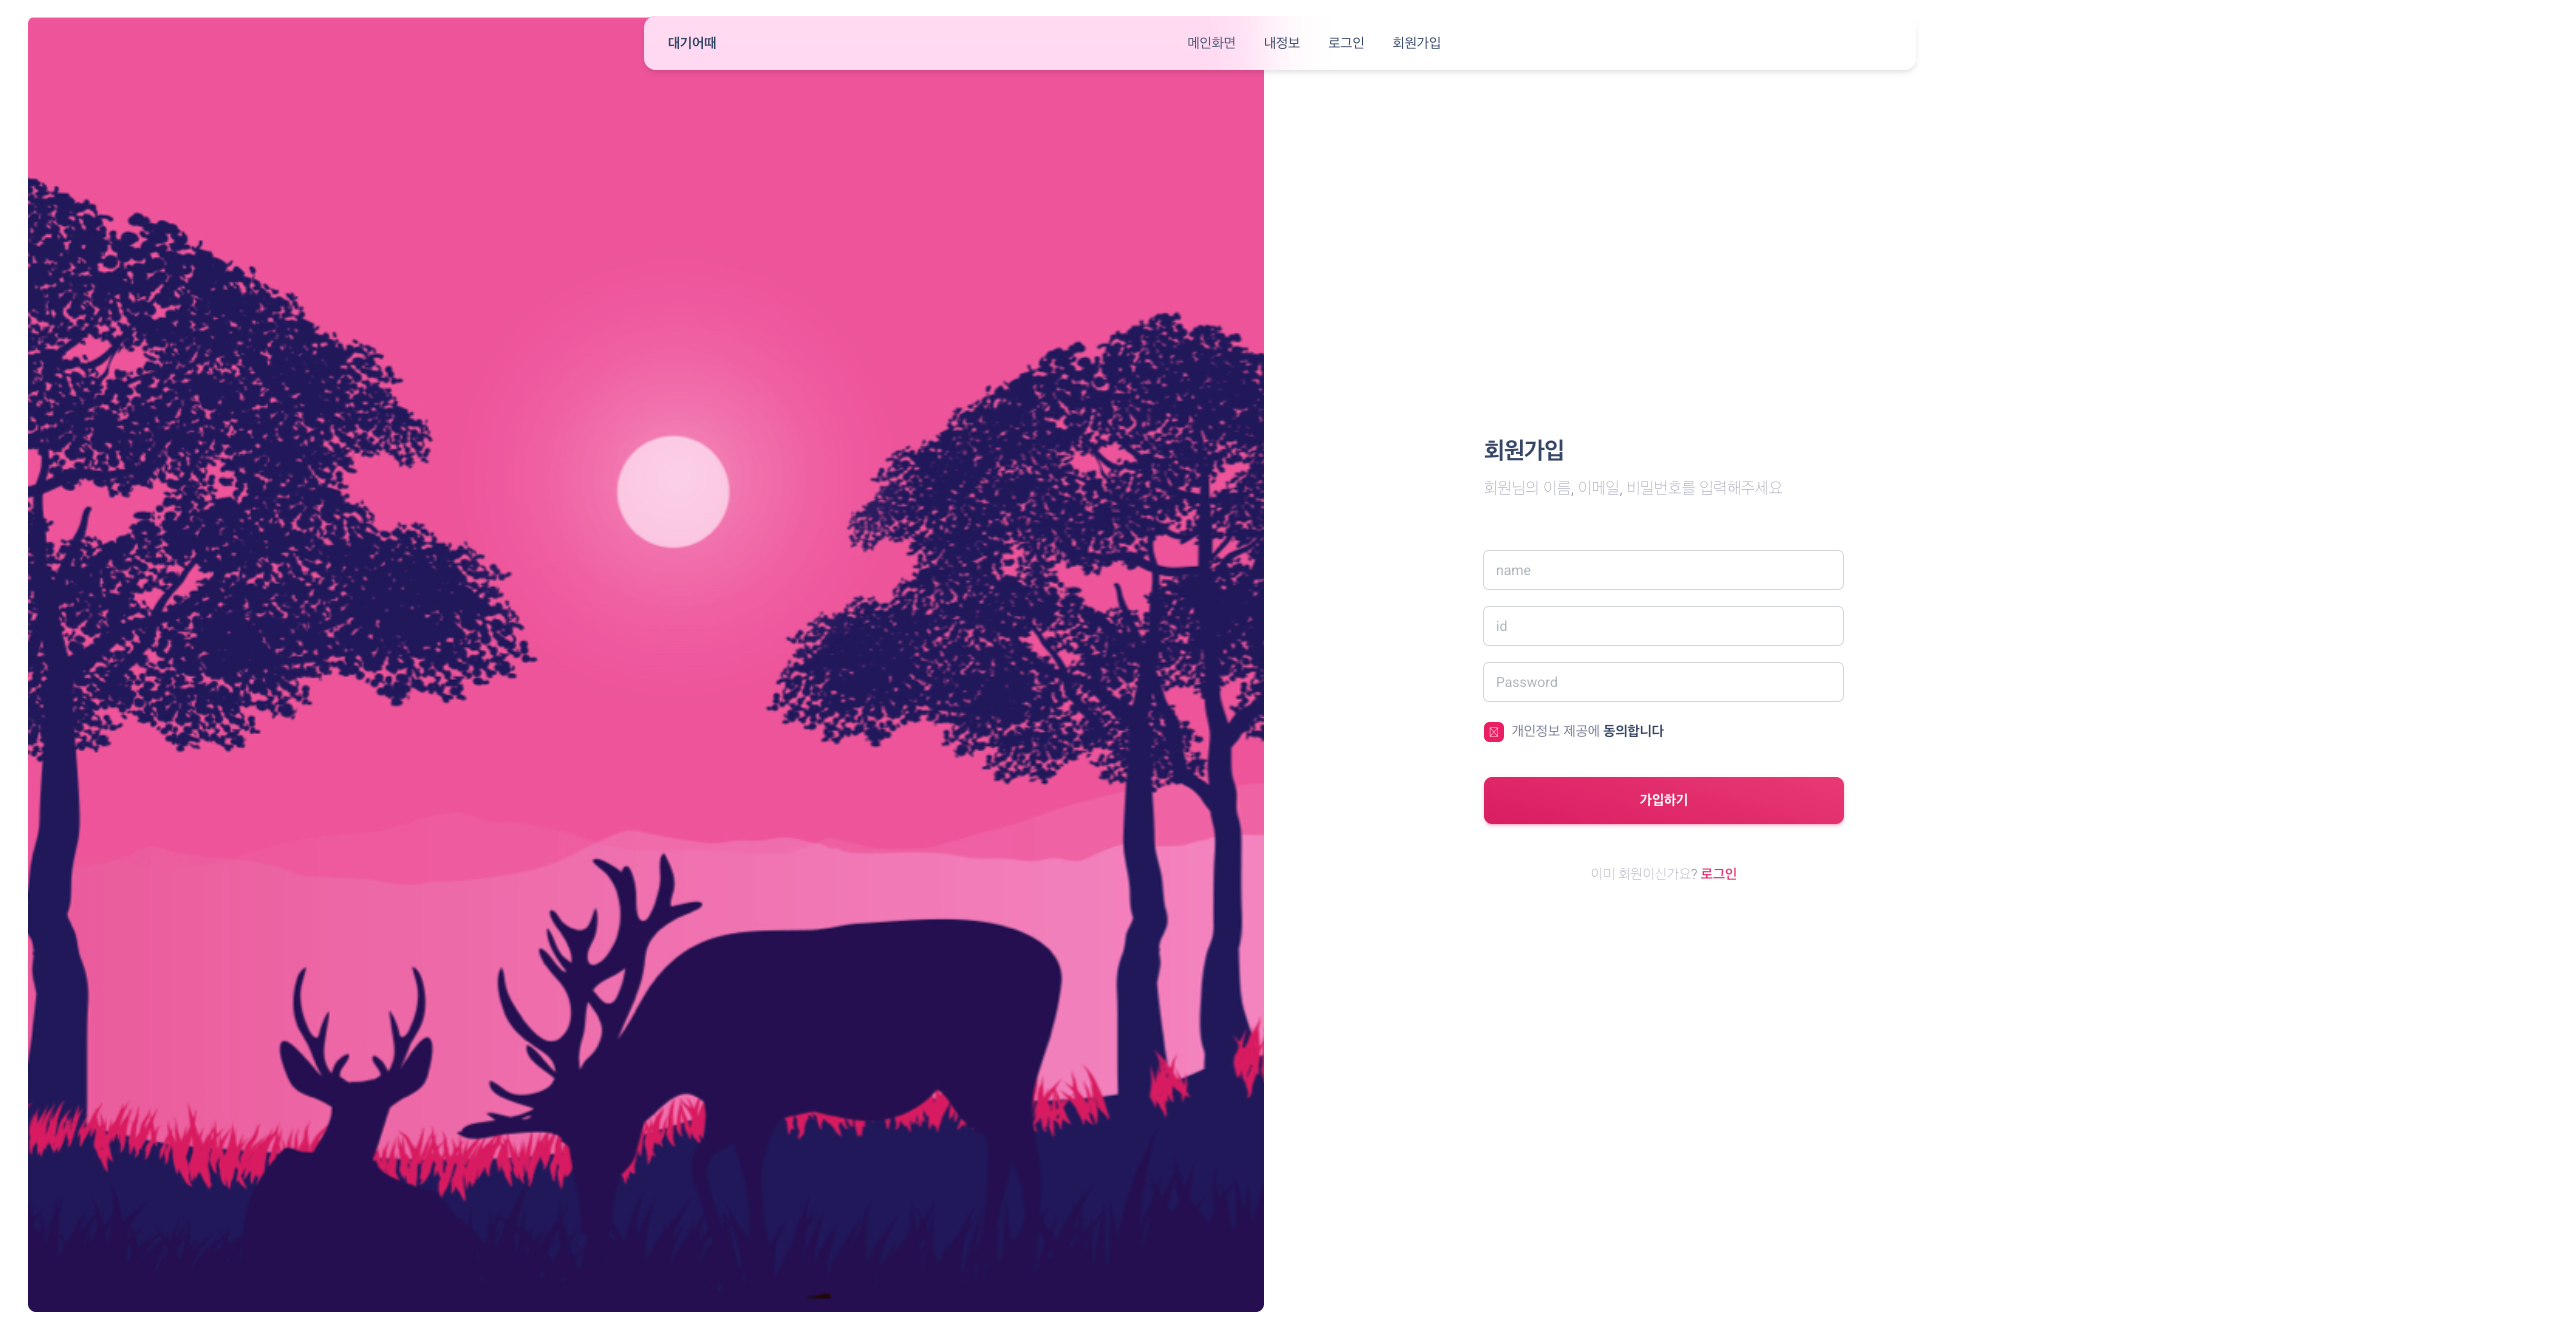 대기어때 메인화면 내정보 로그인 회원가입
회원가입
회원님의 이름, 이메일, 비밀번호를 입력해주세요
name
id
Password
개인정보 제공에 동의합니다
가입하기
이미 회원이신가요? 로그인